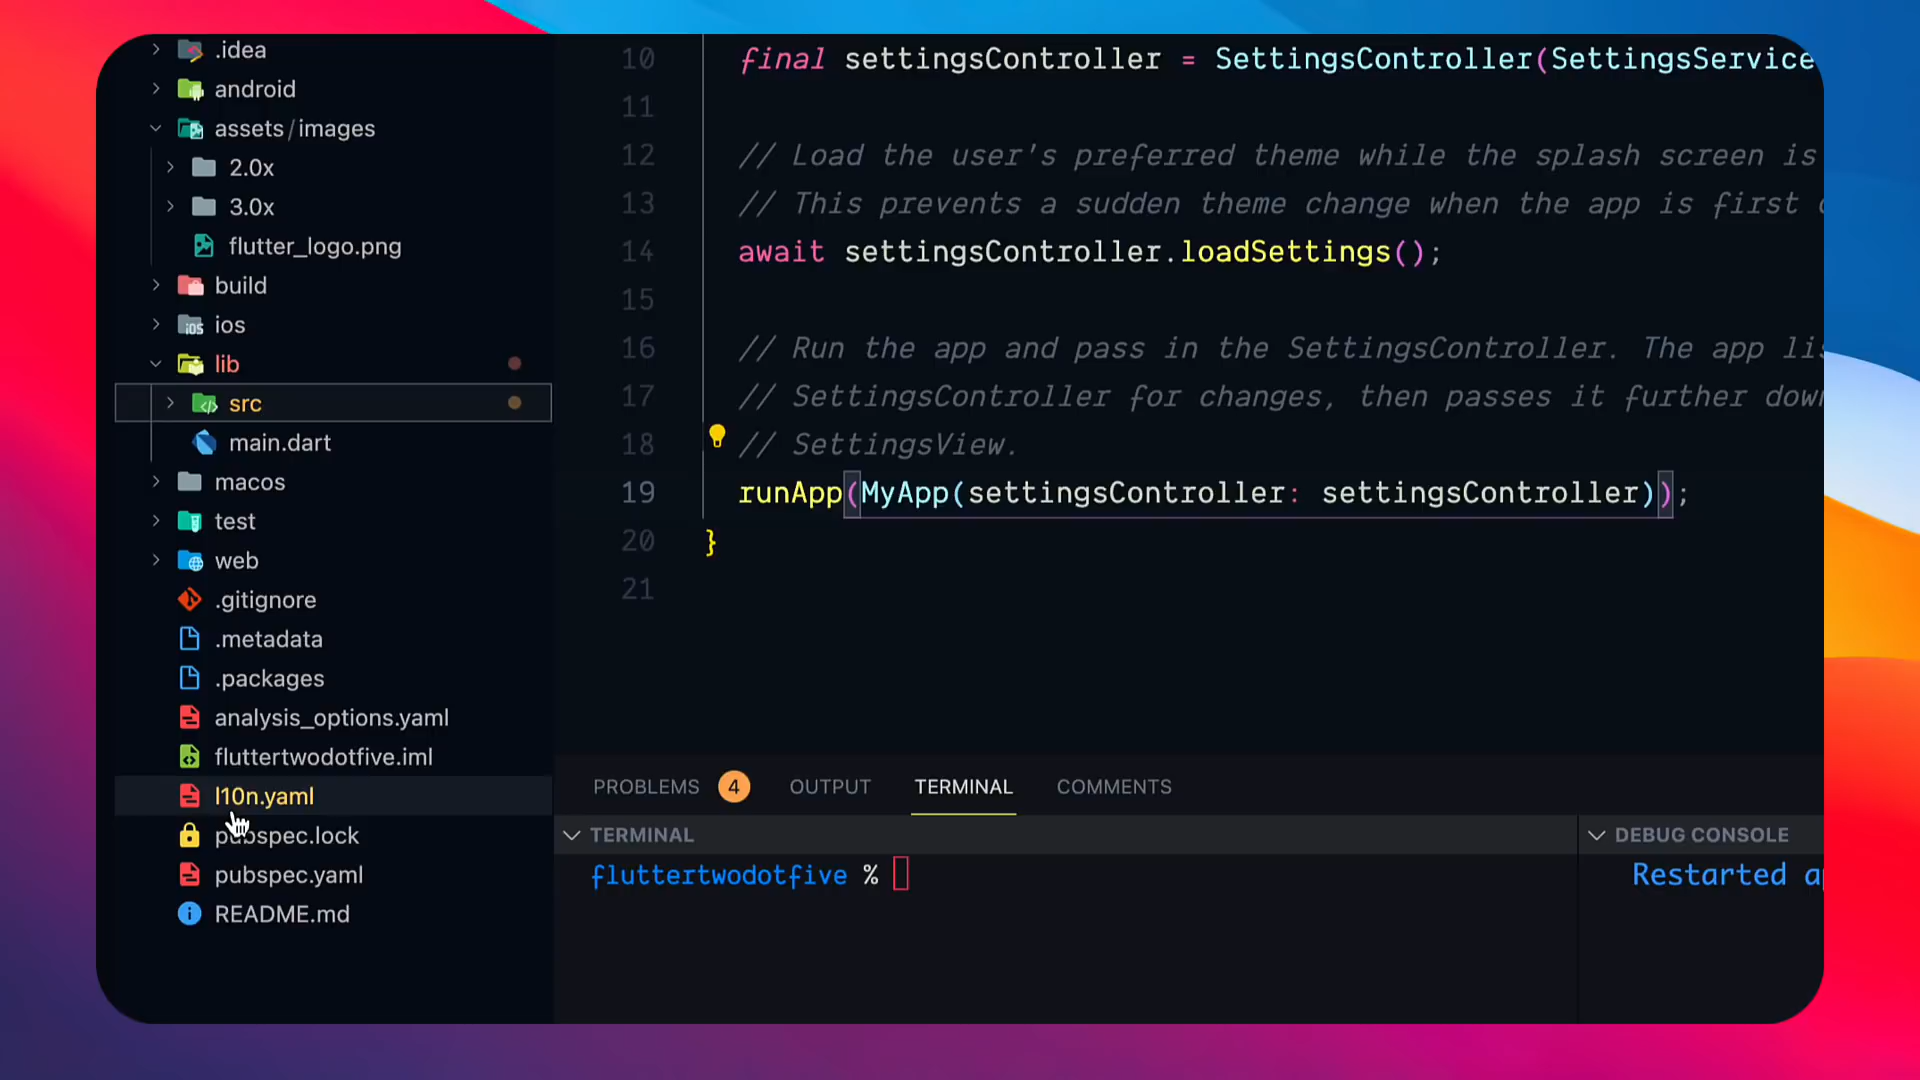 .idea
android
assets/images
2.0x
3.0x
flutter_logo.png
build
ios
lib
src
main.dart
macos
test
web
.gitignore
.metadata
.packages
analysis_options.yaml
fluttertwodotfive.iml
l10n.yaml
pubspec.lock
pubspec.yaml
README.md
10 final settingsController = SettingsController(SettingsService
11
12 // Load the user's preferred theme while the splash screen is
13 // This prevents a sudden theme change when the app is first
14 await settingsController.loadSettings();
15
16 // Run the app and pass in the SettingsController. The app
17 // SettingsController for changes, then passes it further
18 // SettingsView.
19 runApp(MyApp(settingsController: settingsController));
20 }
21
PROBLEMS 4 OUTPUT TERMINAL COMMENTS
TERMINAL
fluttertwodotfive %
DEBUG CONSOLE
Restarted